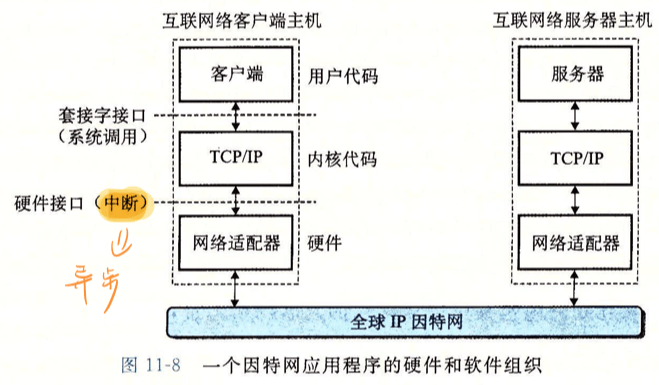 互联网络客户端主机
互联网络服务器主机
客户端
用户代码
服务器
套接字接口
(系统调用)
TCP/IP
内核代码
TCP/IP
硬件接口(中断)
异步
网络适配器
硬件
网络适配器
全球IP因特网
图 11-8 一个因特网应用程序的硬件和软件组织